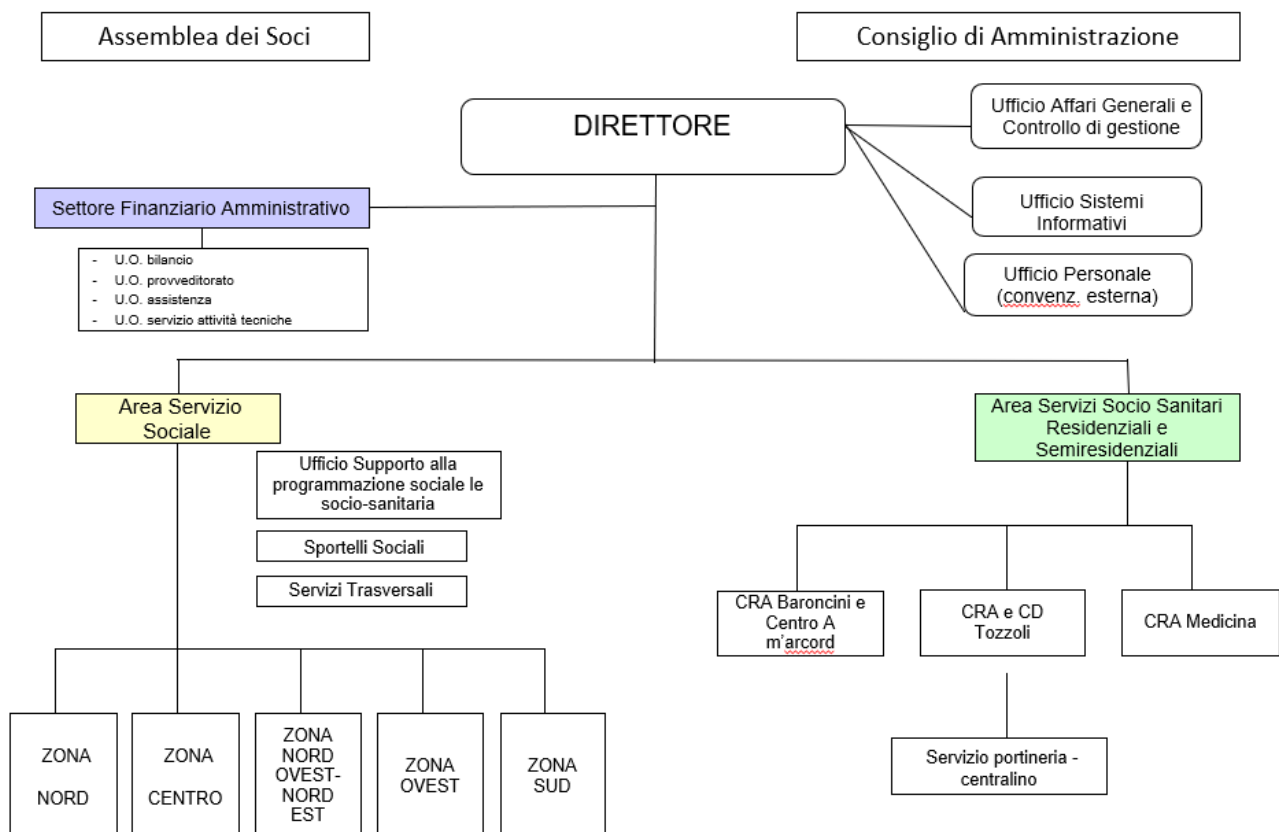 Assemblea dei Soci
Consiglio di Amministrazione
DIRETTORE
Ufficio Affari Generali e
Controllo di gestione
Ufficio Sistemi
Informativi
Ufficio Personale
(convenz. esterna)
Settore Finanziario Amministrativo
- U.O. bilancio
- U.O. provveditorato
- U.O. assistenza
- U.O. servizio attività tecniche
Area Servizio
Sociale
Ufficio Supporto alla
programmazione sociale le
socio-sanitaria
Sportelli Sociali
Servizi Trasversali
ZONA
NORD
ZONA
CENTRO
ZONA
NORD
OVEST-
NORD
EST
ZONA
OVEST
ZONA
SUD
Area Servizi Socio Sanitari
Residenziali e
Semiresidenziali
CRA Baroncini e
Centro A
m'arcord
CRA e CD
Tozzoli
CRA Medicina
Servizio portineria -
centralino